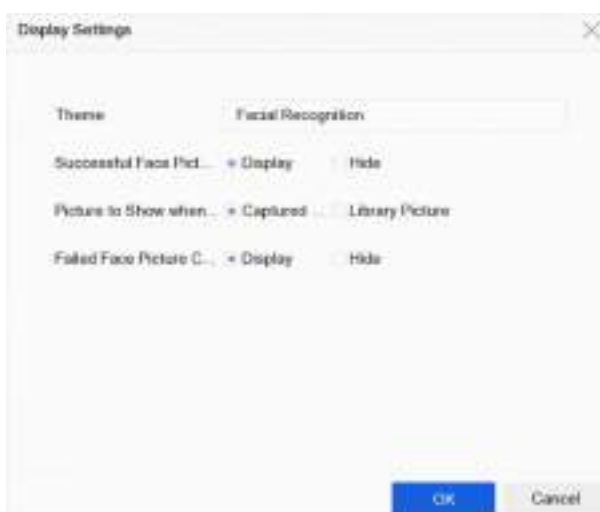 Display Settings
Theme Facial Recognition
Successful Face Pict... Display Hide
Picture to Show when... Captured ... Library Picture
Failed Face Picture C... Display Hide
OK Cancel